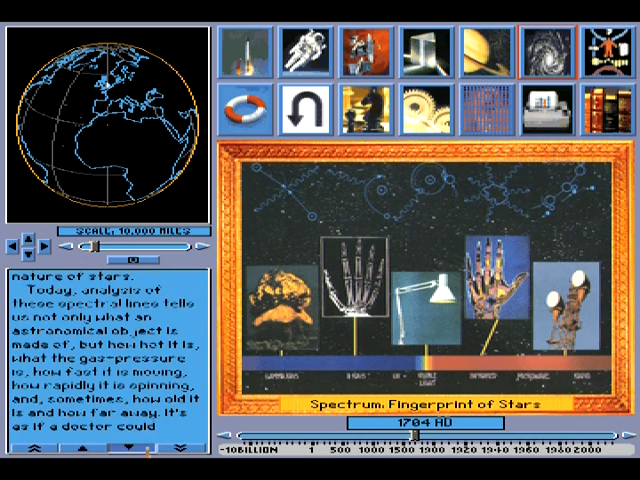 SCALE: 10,000 MILES
nature of stars.
Today, analysis of
these spectral lines tells
us not only what an
astronomical object is
made of, but how hot it is,
what the gas-pressure
is, how fast it is moving,
how rapidly it is spinning,
and, sometimes, how old it
is and how far away. It's
as if a doctor could
UV
VISIBLE
LIGHT
INFRARED
MICROWAVE
RADIO
Spectrum, Fingerprint of Stars
1704 AD
-10BILLION 1 500 1000 1500 1900 1920 1940 1960 1980 2000